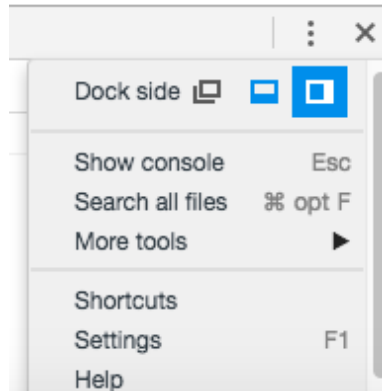 Dock side
Show console Esc
Search all files ⌘ opt F
More tools ▶
Shortcuts
Settings F1
Help